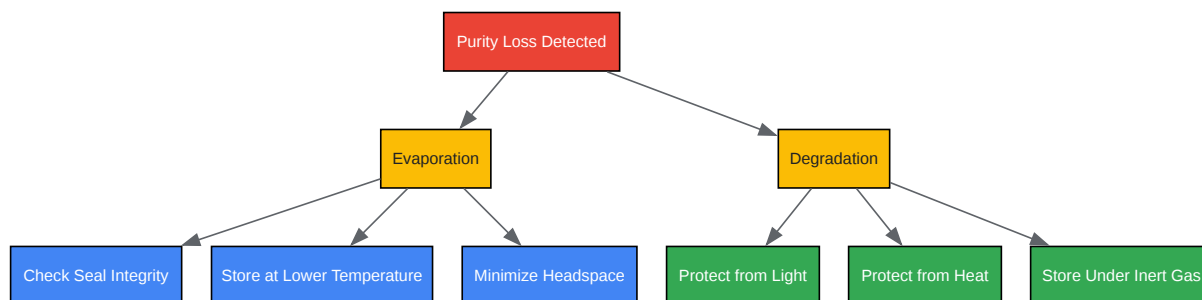 Purity Loss Detected
Evaporation
Degradation
Check Seal Integrity
Store at Lower Temperature
Minimize Headspace
Protect from Light
Protect from Heat
Store Under Inert Gas